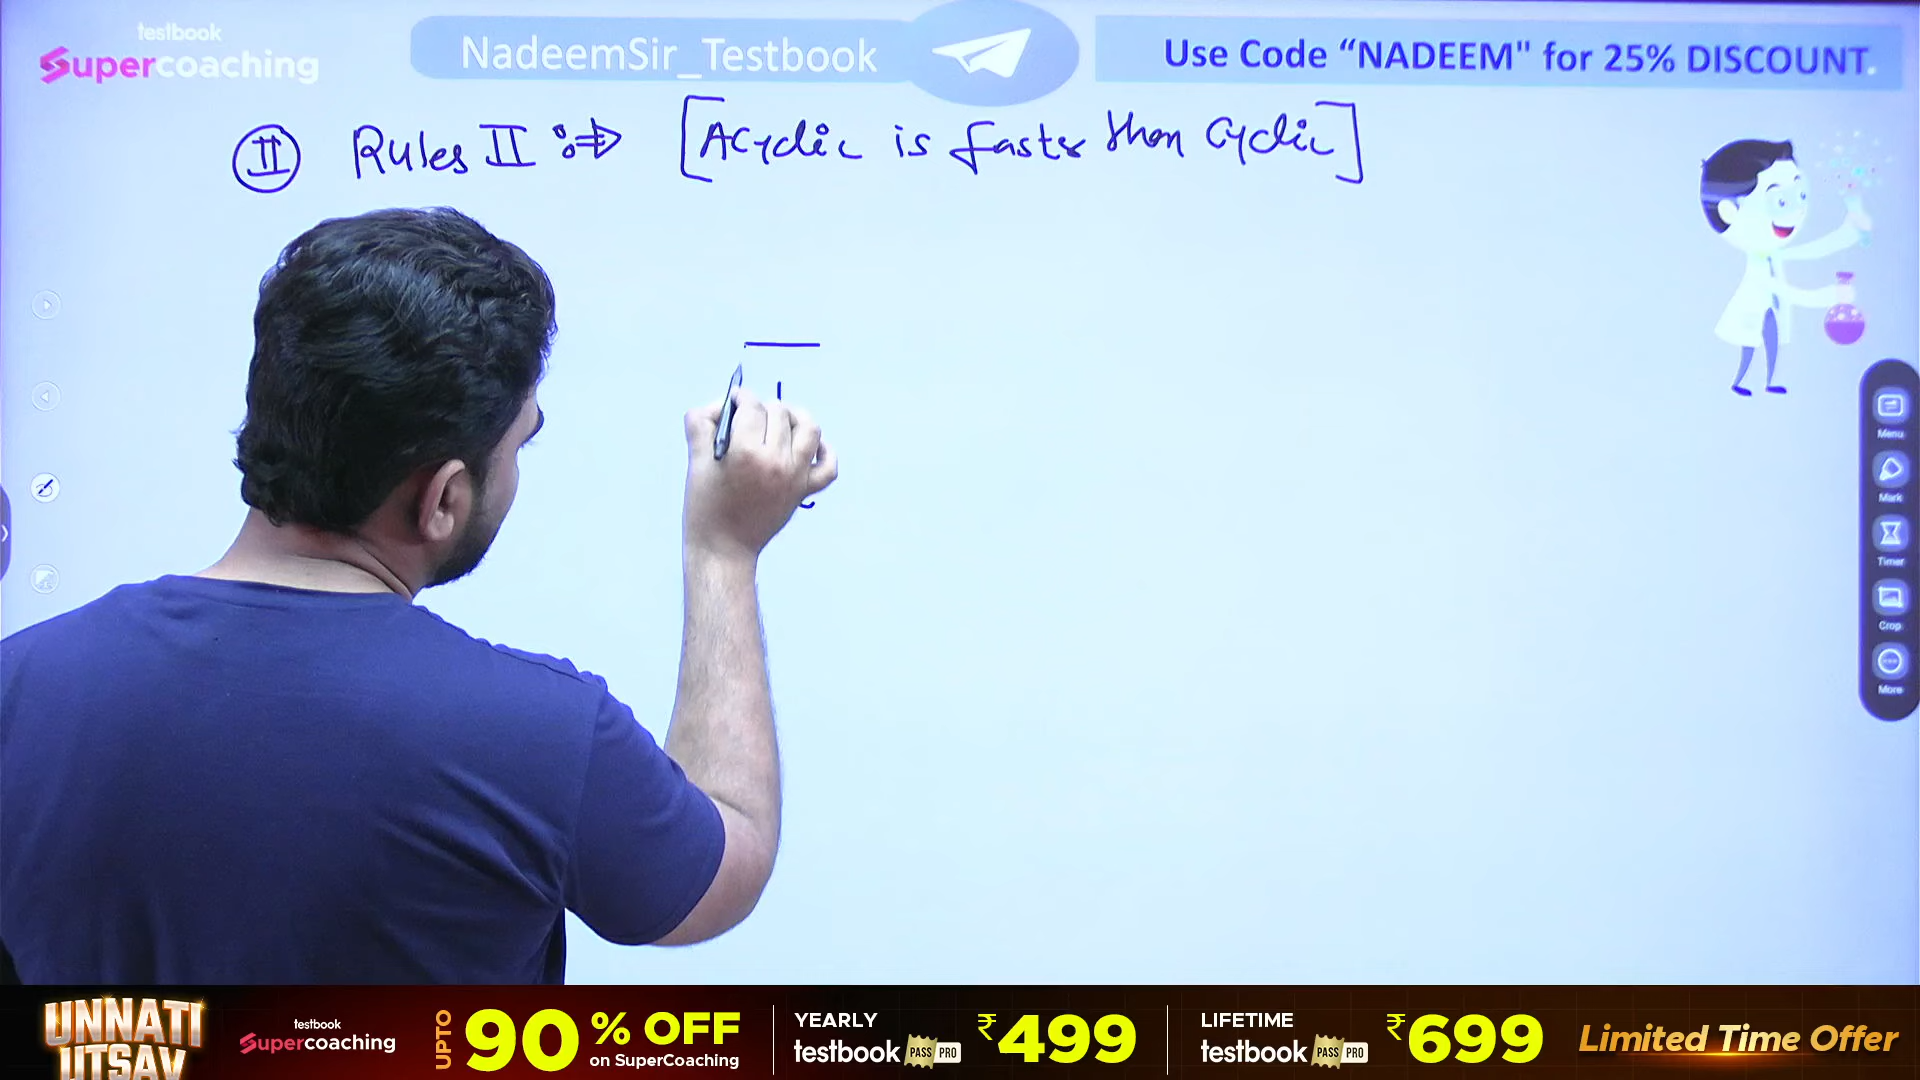 testbook
Supercoaching
NadeemSir_Testbook
Use Code “NADEEM" for 25% DISCOUNT.
II Rules II :⇒ [Acyclic is faster then Cyclic]
Menu
Mark
Timer
Crop
More
UNNATI
UTSAV
testbook
Supercoaching
UPTO 90% OFF
on SuperCoaching
YEARLY
testbook PASS PRO
₹499
LIFETIME
testbook PASS PRO
₹699
Limited Time Offer